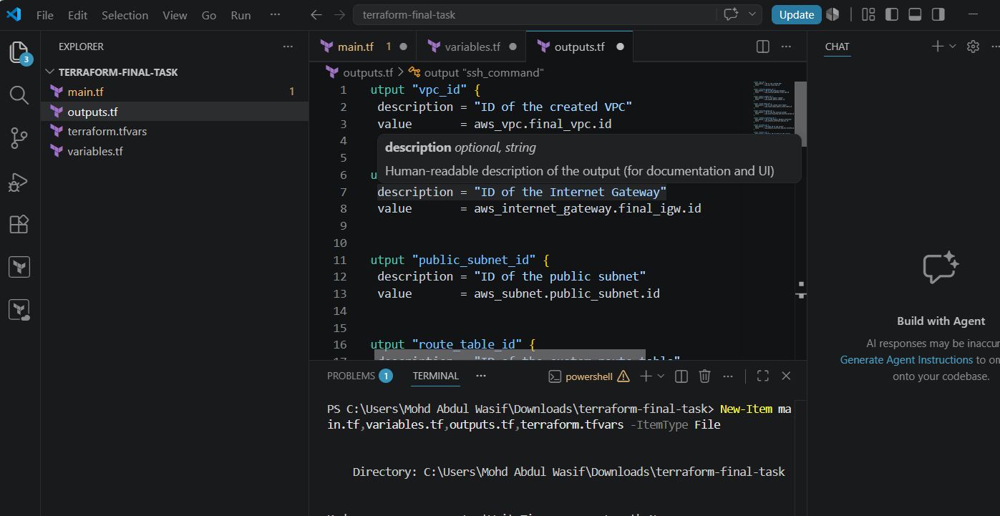 File Edit Selection View Go Run ··· terraform-final-task Update
EXPLORER ···
3
TERRAFORM-FINAL-TASK
main.tf 1
outputs.tf
terraform.tfvars
variables.tf
main.tf 1 variables.tf outputs.tf ···
outputs.tf > output "ssh_command"
1 utput "vpc_id" {
2 description = "ID of the created VPC"
3 value = aws_vpc.final_vpc.id
4
description optional, string
5
Human-readable description of the output (for documentation and UI)
6 u
7 description = "ID of the Internet Gateway"
8 value = aws_internet_gateway.final_igw.id
9
10
11 utput "public_subnet_id" {
12 description = "ID of the public subnet"
13 value = aws_subnet.public_subnet.id
14
15
16 utput "route_table_id" {
17 description = "ID of the custom route table"
PROBLEMS 1 TERMINAL ··· powershell ···
PS C:\Users\Mohd Abdul Wasif\Downloads\terraform-final-task> New-Item ma
in.tf,variables.tf,outputs.tf,terraform.tfvars -ItemType File
Directory: C:\Users\Mohd Abdul Wasif\Downloads\terraform-final-task
CHAT
Build with Agent
AI responses may be inaccur
Generate Agent Instructions to on
onto your codebase.